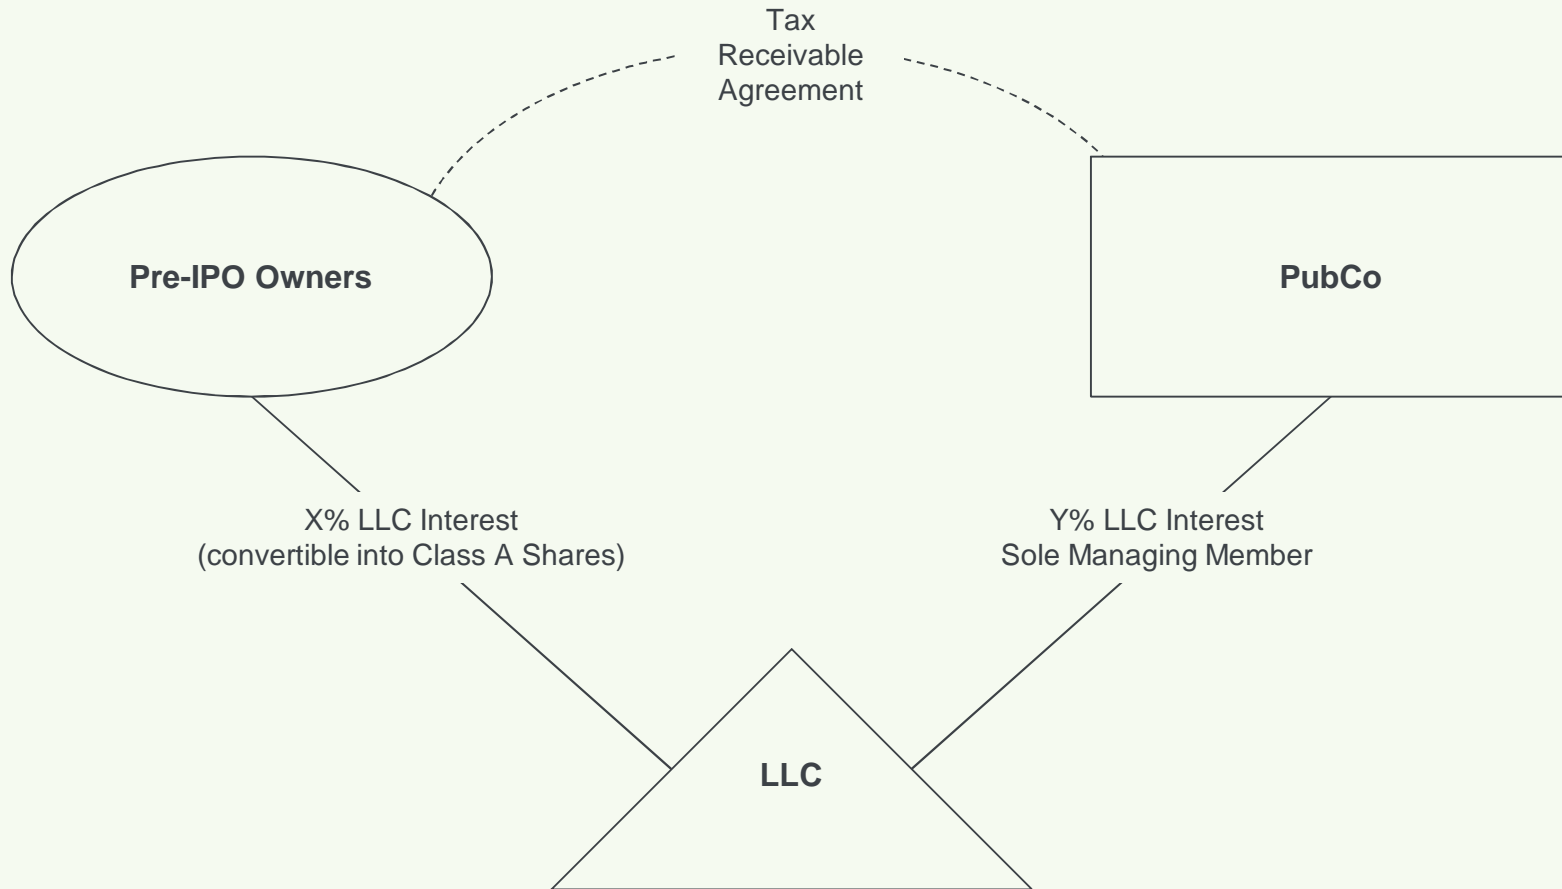 Tax
Receivable
Agreement
Pre-IPO Owners
PubCo
X% LLC Interest
(convertible into Class A Shares)
Y% LLC Interest
Sole Managing Member
LLC